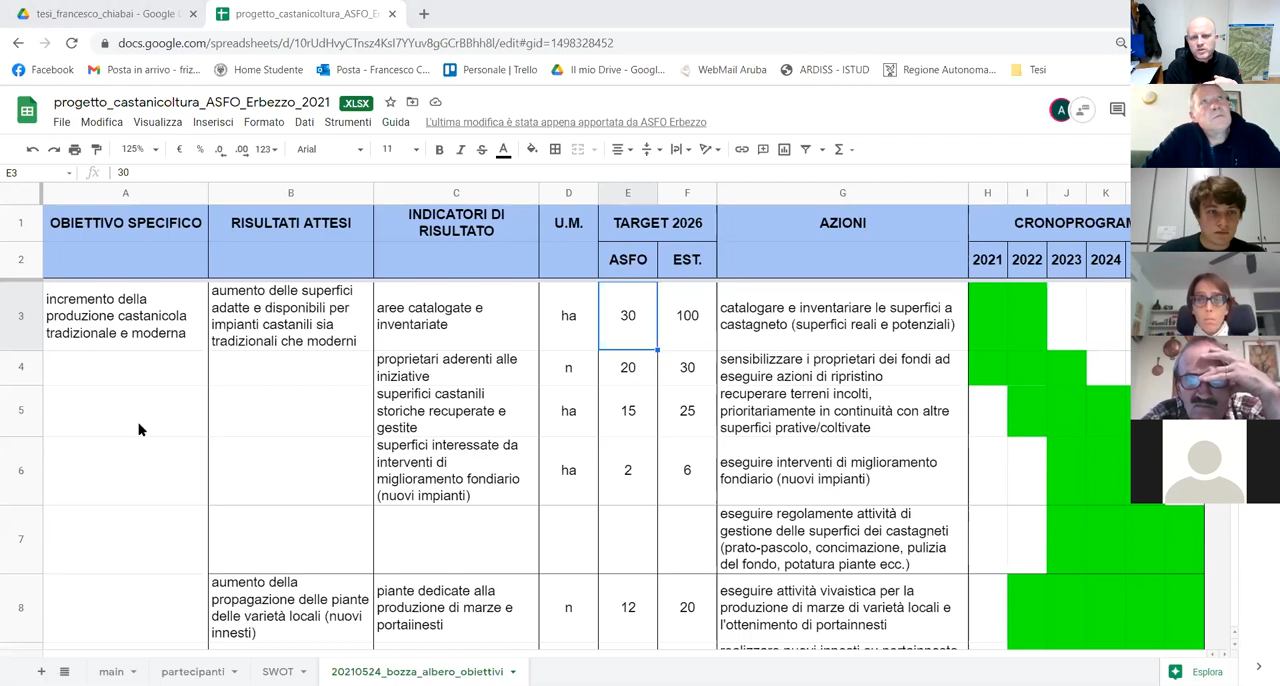 tesi_francesco_chiabai - Google
progetto_castanicoltura_ASFO_Er
docs.google.com/spreadsheets/d/10rUdHvyCTnsz4KsI7YYuv8gGCrBBhh8l/edit#gid=1498328452
Facebook
Posta in arrivo - friz...
Home Studente
Posta - Francesco C...
Personale | Trello
Il mio Drive - Googl...
WebMail Aruba
ARDISS - ISTUD
Regione Autonoma...
Tesi
progetto_castanicoltura_ASFO_Erbezzo_2021 .XLSX
File Modifica Visualizza Inserisci Formato Dati Strumenti Guida L'ultima modifica è stata appena apportata da ASFO Erbezzo
A
125% € % .0 .00 123 Arial 11 B I S A Σ
E3 fx 30
A B C D E F G H I J K
1 OBIETTIVO SPECIFICO RISULTATI ATTESI INDICATORI DI RISULTATO U.M. TARGET 2026 AZIONI CRONOPROGRAM
2 ASFO EST. 2021 2022 2023 2024
3
incremento della
produzione castanicola
tradizionale e moderna
aumento delle superfici
adatte e disponibili per
impianti castanili sia
tradizionali che moderni
aree catalogate e
inventariate
ha 30 100
catalogare e inventariare le superfici a
castagneto (superfici reali e potenziali)
4
proprietari aderenti alle
iniziative
n 20 30
sensibilizzare i proprietari dei fondi ad
eseguire azioni di ripristino
5
superifici castanili
storiche recuperate e
gestite
ha 15 25
recuperare terreni incolti,
prioritariamente in continuità con altre
superfici prative/coltivate
6
superfici interessate da
interventi di
miglioramento fondiario
(nuovi impianti)
ha 2 6
eseguire interventi di miglioramento
fondiario (nuovi impianti)
7
eseguire regolamente attività di
gestione delle superfici dei castagneti
(prato-pascolo, concimazione, pulizia
del fondo, potatura piante ecc.)
8
aumento della
propagazione delle piante
delle varietà locali (nuovi
innesti)
piante dedicate alla
produzione di marze e
portaiinesti
n 12 20
eseguire attività vivaistica per la
produzione di marze di varietà locali e
l'ottenimento di portainnesti
main partecipanti SWOT 20210524_bozza_albero_obiettivi Esplora